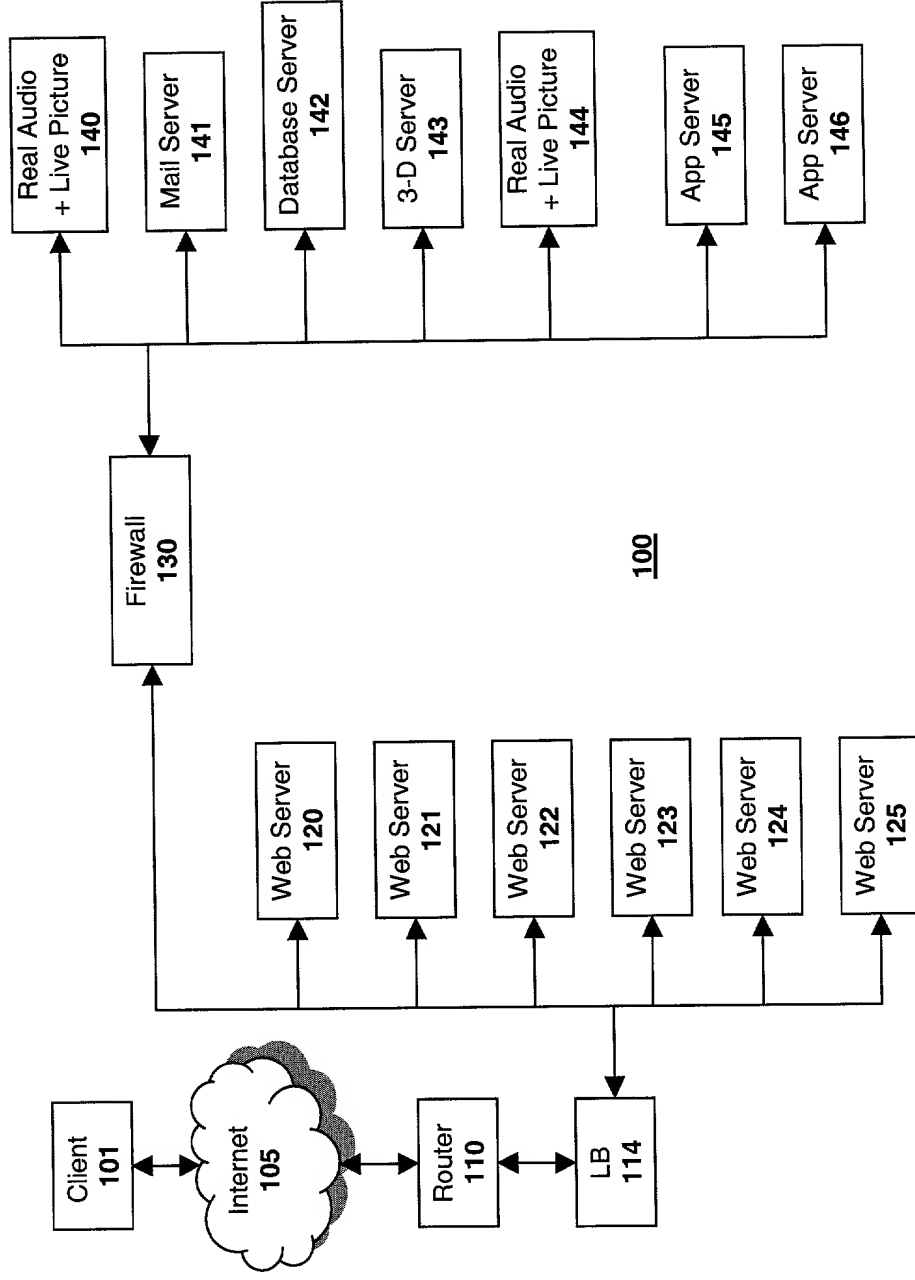 Client
101
Internet
105
Router
110
LB
114
Web Server
120
Web Server
121
Web Server
122
Web Server
123
Web Server
124
Web Server
125
Firewall
130
100
Real Audio
+ Live Picture
140
Mail Server
141
Database Server
142
3-D Server
143
Real Audio
+ Live Picture
144
App Server
145
App Server
146